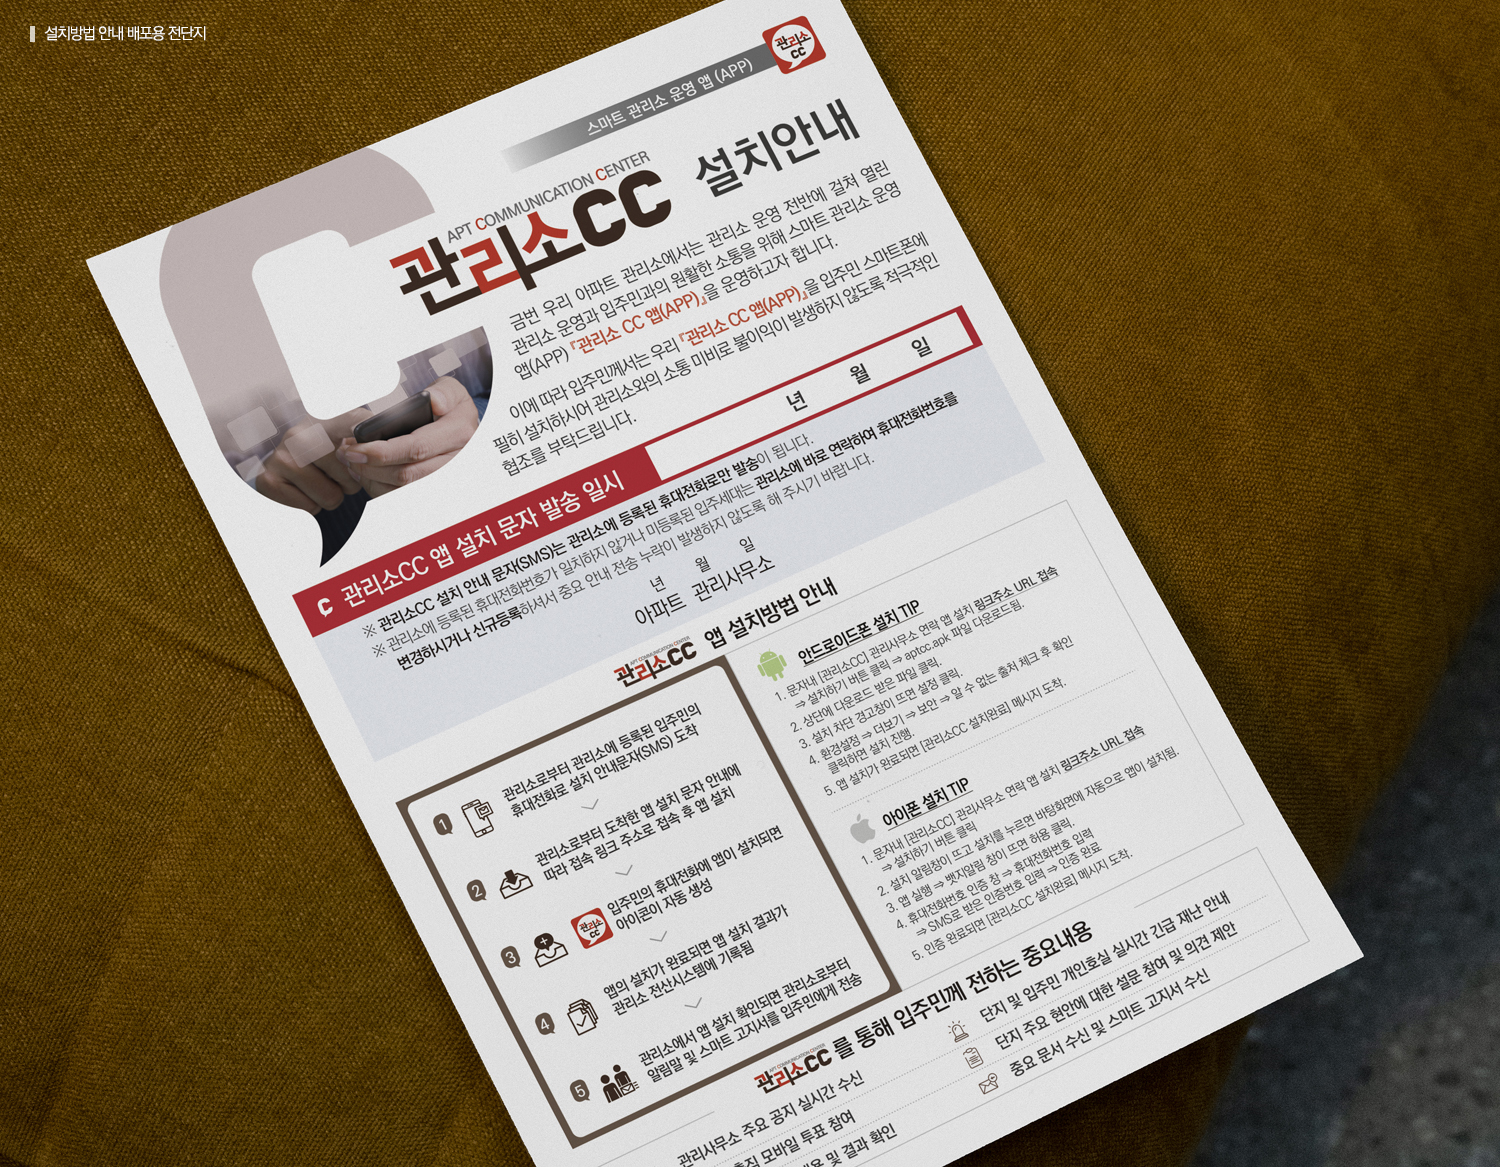 설치방법 안내 배포용 전단지
스마트 관리소 운영 앱 (APP)
관리소
CC
APT COMMUNICATION CENTER
관리소CC 설치안내
금번 우리 아파트 관리소에서는 관리소 운영 전반에 걸쳐 열린
관리소 운영과 입주민과의 원활한 소통을 위해 스마트 관리소 운영
앱(APP) 『관리소 CC 앱(APP)』을 운영하고자 합니다.
이에 따라 입주민께서는 우리 『관리소 CC 앱(APP)』을 입주민 스마트폰에
필히 설치하시어 관리소와의 소통 미비로 불이익이 발생하지 않도록 적극적인
협조를 부탁드립니다.
C 관리소CC 앱 설치 문자 발송 일시
년 월 일
※ 관리소CC 설치 안내 문자(SMS)는 관리소에 등록된 휴대전화로만 발송이 됩니다.
※ 관리소에 등록된 휴대전화번호가 일치하지 않거나 미등록된 입주세대는 관리소에 바로 연락하여 휴대전화번호를
변경하시거나 신규등록하셔서 중요 안내 전송 누락이 발생하지 않도록 해 주시기 바랍니다.
년 월 일
아파트 관리사무소
APT COMMUNICATION CENTER
관리소CC 앱 설치방법 안내
1 관리소로부터 관리소에 등록된 입주민의
휴대전화로 설치 안내문자(SMS) 도착
2 관리소로부터 도착한 앱 설치 문자 안내에
따라 접속 링크 주소로 접속 후 앱 설치
3 관리소
CC
입주민의 휴대전화에 앱이 설치되면
아이콘이 자동 생성
4 앱의 설치가 완료되면 앱 설치 결과가
관리소 전산시스템에 기록됨
5 관리소에서 앱 설치 확인되면 관리소로부터
알림말 및 스마트 고지서를 입주민에게 전송
안드로이드폰 설치 TIP
1. 문자내 [관리소CC] 관리사무소 연락 앱 설치 링크주소 URL 접속
⇒ 설치하기 버튼 클릭 ⇒ aptcc.apk 파일 다운로드됨.
2. 상단에 다운로드 받은 파일 클릭.
3. 설치 차단 경고창이 뜨면 설정 클릭.
4. 환경설정 ⇒ 더보기 ⇒ 보안 ⇒ 알 수 없는 출처 체크 후 확인
클릭하면 설치 진행.
5. 앱 설치가 완료되면 [관리소CC 설치완료] 메시지 도착.
아이폰 설치 TIP
1. 문자내 [관리소CC] 관리사무소 연락 앱 설치 링크주소 URL 접속
⇒ 설치하기 버튼 클릭
2. 설치 알림창이 뜨고 설치를 누르면 바탕화면에 자동으로 앱이 설치됨.
3. 앱 실행 ⇒ 뱃지알림 창이 뜨면 허용 클릭.
4. 휴대전화번호 인증 창 ⇒ 휴대전화번호 입력
⇒ SMS로 받은 인증번호 입력 ⇒ 인증 완료
5. 인증 완료되면 [관리소CC 설치완료] 메시지 도착.
APT COMMUNICATION CENTER
관리소CC를 통해 입주민께 전하는 중요내용
관리사무소 주요 공지 실시간 수신
모바일 투표 참여
및 결과 확인
단지 및 입주민 개인호실 실시간 긴급 재난 안내
단지 주요 현안에 대한 설문 참여 및 의견 제안
중요 문서 수신 및 스마트 고지서 수신